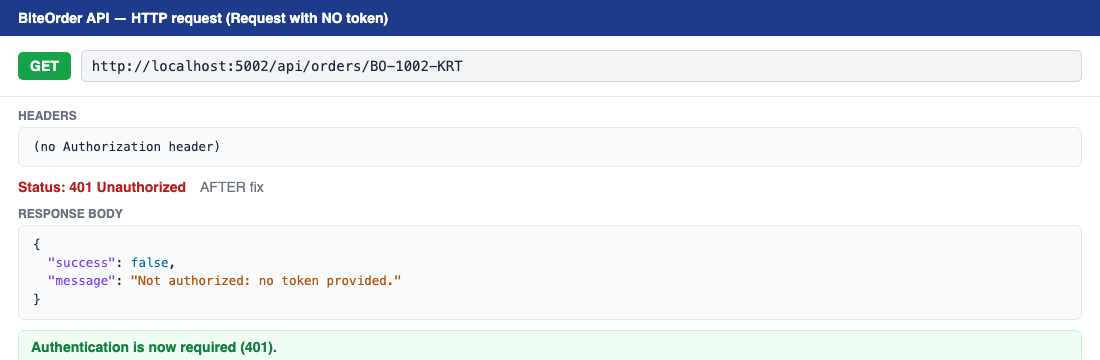 BiteOrder API — HTTP request (Request with NO token)
GET http://localhost:5002/api/orders/BO-1002-KRT
HEADERS
(no Authorization header)
Status: 401 Unauthorized AFTER fix
RESPONSE BODY
{
  "success": false,
  "message": "Not authorized: no token provided."
}
Authentication is now required (401).